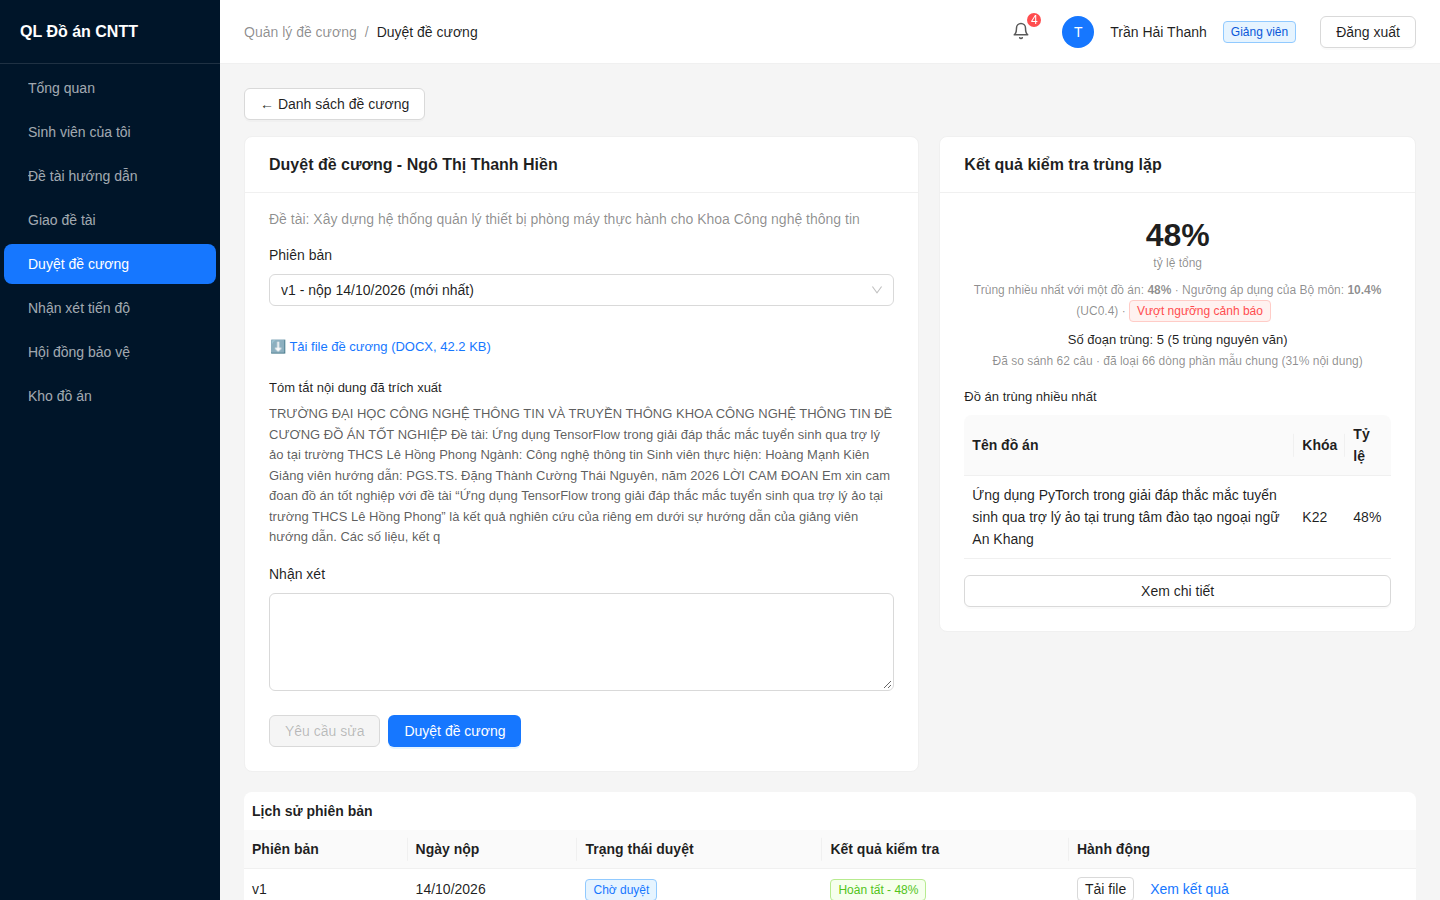 QL Đồ án CNTT
Tổng quan
Sinh viên của tôi
Đề tài hướng dẫn
Giao đề tài
Duyệt đề cương
Nhận xét tiến độ
Hội đồng bảo vệ
Kho đồ án
Quản lý đề cương / Duyệt đề cương
4
T
Trần Hải Thanh
Giảng viên
Đăng xuất
← Danh sách đề cương
Duyệt đề cương - Ngô Thị Thanh Hiền
Đề tài: Xây dựng hệ thống quản lý thiết bị phòng máy thực hành cho Khoa Công nghệ thông tin
Phiên bản
v1 - nộp 14/10/2026 (mới nhất)
⬇️ Tải file đề cương (DOCX, 42.2 KB)
Tóm tắt nội dung đã trích xuất
TRƯỜNG ĐẠI HỌC CÔNG NGHỆ THÔNG TIN VÀ TRUYỀN THÔNG KHOA CÔNG NGHỆ THÔNG TIN ĐỀ
CƯƠNG ĐỒ ÁN TỐT NGHIỆP Đề tài: Ứng dụng TensorFlow trong giải đáp thắc mắc tuyển sinh qua trợ lý
ảo tại trường THCS Lê Hồng Phong Ngành: Công nghệ thông tin Sinh viên thực hiện: Hoàng Mạnh Kiên
Giảng viên hướng dẫn: PGS.TS. Đặng Thành Cường Thái Nguyên, năm 2026 LỜI CAM ĐOAN Em xin cam
đoan đồ án tốt nghiệp với đề tài “Ứng dụng TensorFlow trong giải đáp thắc mắc tuyển sinh qua trợ lý ảo tại
trường THCS Lê Hồng Phong” là kết quả nghiên cứu của riêng em dưới sự hướng dẫn của giảng viên
hướng dẫn. Các số liệu, kết q
Nhận xét
Yêu cầu sửa
Duyệt đề cương
Kết quả kiểm tra trùng lặp
48%
tỷ lệ tổng
Trùng nhiều nhất với một đồ án: 48% · Ngưỡng áp dụng của Bộ môn: 10.4%
(UC0.4) · Vượt ngưỡng cảnh báo
Số đoạn trùng: 5 (5 trùng nguyên văn)
Đã so sánh 62 câu · đã loại 66 dòng phần mẫu chung (31% nội dung)
Đồ án trùng nhiều nhất
Tên đồ án
Khóa
Tỷ
lệ
Ứng dụng PyTorch trong giải đáp thắc mắc tuyển
sinh qua trợ lý ảo tại trung tâm đào tạo ngoại ngữ
An Khang
K22
48%
Xem chi tiết
Lịch sử phiên bản
Phiên bản
Ngày nộp
Trạng thái duyệt
Kết quả kiểm tra
Hành động
v1
14/10/2026
Chờ duyệt
Hoàn tất - 48%
Tải file
Xem kết quả